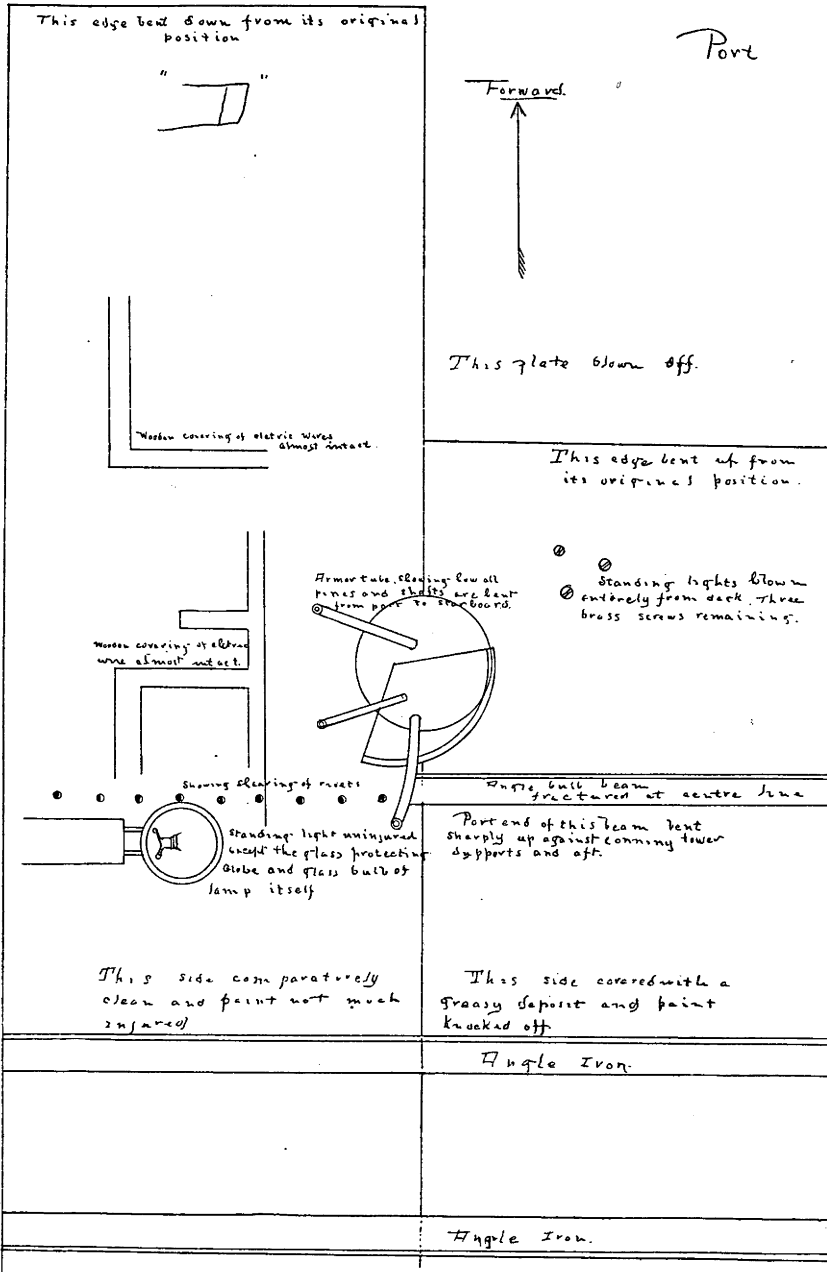 This edge bent down from its original
position
" "
Port
Forward.
This plate blown off.
Wooden covering of eletric wires
almost intact.
This edge bent up from
its original position.
Armor tube. Showing how all
pipes and shafts are bent
from port to starboard.
Standing lights blown
entirely from deck. Three
brass screws remaining.
Wooden covering of eletric
wire almost intact.
Showing shearing of rivets
Angle bulb beam
fractured at centre line
Standing light uninjured
except the glass protecting
Globe and glass bulb of
lamp itself
Port end of this beam bent
sharply up against conning tower
supports and aft.
This side comparatively
clean and paint not much
injured
This side covered with a
greasy deposit and paint
knocked off
Angle Iron.
Angle Iron.